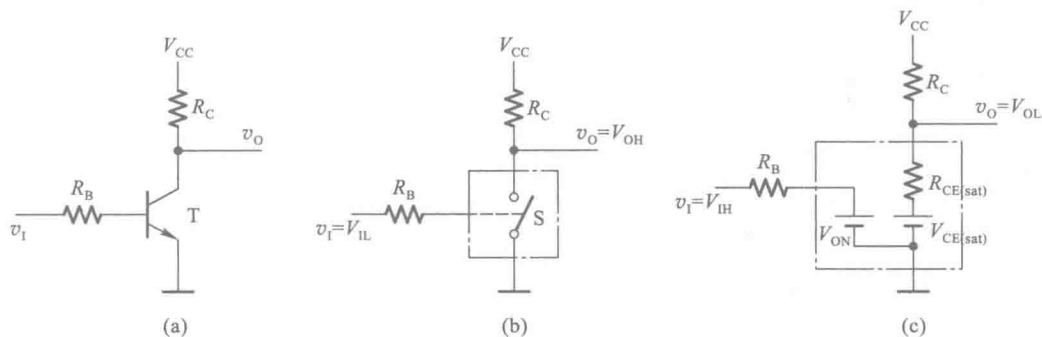 V_CC
R_C
v_O
R_B
v_I
T
(a)
V_CC
R_C
v_O=V_OH
R_B
v_I=V_IL
S
(b)
V_CC
R_C
v_O=V_OL
R_B
v_I=V_IH
R_CE(sat)
V_ON
V_CE(sat)
(c)